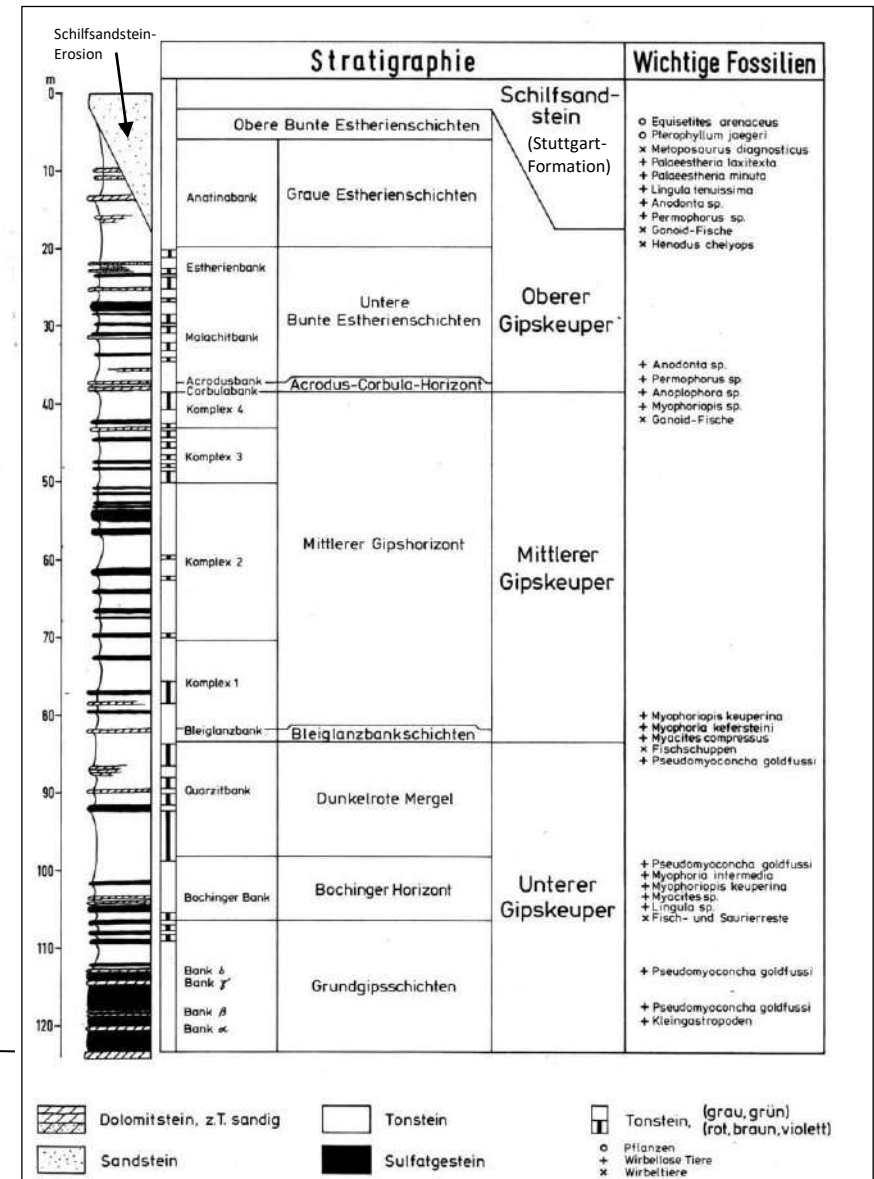 Schilfsandstein-
Erosion
m
Stratigraphie
Wichtige Fossilien
0
10
20
30
40
50
60
70
80
90
100
110
120
Anatinabank
Estherienbank
Malachitbank
Acrodusbank
Corbulabank
Komplex 4
Komplex 3
Komplex 2
Komplex 1
Bleiglanzbank
Quarzitbank
Bochinger Bank
Bank δ
Bank γ
Bank β
Bank α
Obere Bunte Estherienschichten
Graue Estherienschichten
Untere
Bunte Estherienschichten
Acrodus-Corbula-Horizont
Mittlerer Gipshorizont
Bleiglanzbankschichten
Dunkelrote Mergel
Bochinger Horizont
Grundgipsschichten
Schilfsand-
stein
(Stuttgart-
Formation)
Oberer
Gipskeuper
Mittlerer
Gipskeuper
Unterer
Gipskeuper
o Equisetites arenaceus
o Pterophyllum jaegeri
x Metoposaurus diagnosticus
+ Palaeestheria laxitexta
+ Palaeestheria minuta
+ Lingula tenuissima
+ Anodonta sp.
+ Permophorus sp.
x Ganoid-Fische
x Henodus chelyops
+ Anodonta sp.
+ Permophorus sp.
+ Anoplophora sp.
+ Myophoriopis sp.
x Ganoid-Fische
+ Myophoriopis keuperina
+ Myophoria kefersteini
+ Myacites compressus
x Fischschuppen
+ Pseudomyoconcha goldfussi
+ Pseudomyoconcha goldfussi
+ Myophoria intermedia
+ Myophoriopis keuperina
+ Myacites sp.
+ Lingula sp.
x Fisch- und Saurierreste
+ Pseudomyoconcha goldfussi
+ Pseudomyoconcha goldfussi
+ Kleingastropoden
Dolomitstein, z.T. sandig
Tonstein
Tonstein, (grau, grün)
(rot, braun, violett)
Sandstein
Sulfatgestein
o Pflanzen
+ Wirbellose Tiere
x Wirbeltiere